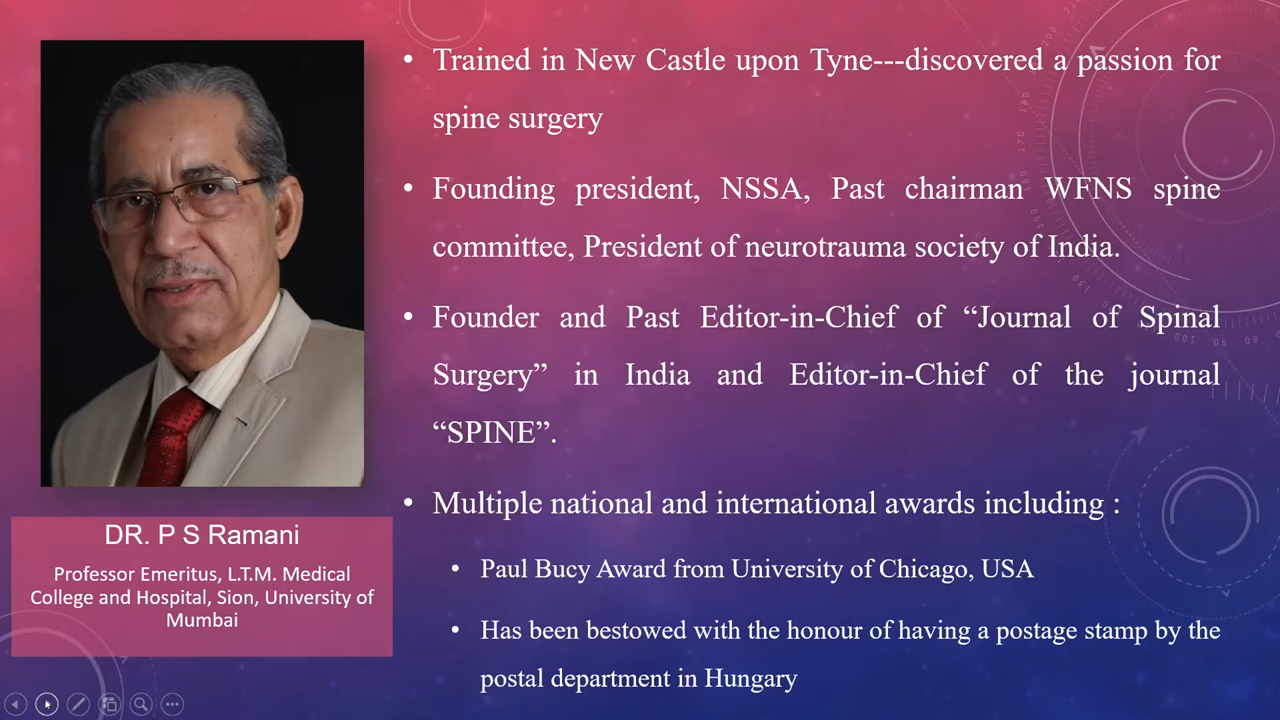 • Trained in New Castle upon Tyne---discovered a passion for
spine surgery
• Founding president, NSSA, Past chairman WFNS spine
committee, President of neurotrauma society of India.
• Founder and Past Editor-in-Chief of “Journal of Spinal
Surgery” in India and Editor-in-Chief of the journal
“SPINE”.
• Multiple national and international awards including :
• Paul Bucy Award from University of Chicago, USA
• Has been bestowed with the honour of having a postage stamp by the
postal department in Hungary
DR. P S Ramani
Professor Emeritus, L.T.M. Medical
College and Hospital, Sion, University of
Mumbai